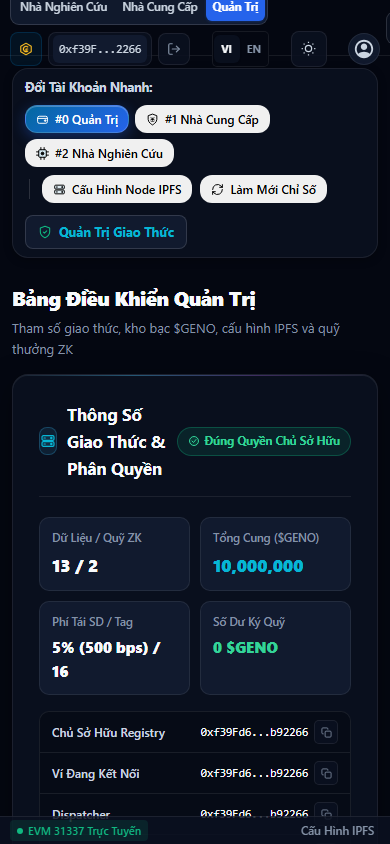 Nhà Nghiên Cứu Nhà Cung Cấp Quản Trị
0xf39F...2266 VI EN
Đổi Tài Khoản Nhanh:
#0 Quản Trị #1 Nhà Cung Cấp
#2 Nhà Nghiên Cứu
Cấu Hình Node IPFS Làm Mới Chỉ Số
Quản Trị Giao Thức
Bảng Điều Khiển Quản Trị
Tham số giao thức, kho bạc $GENO, cấu hình IPFS và quỹ
thưởng ZK
Thông Số
Giao Thức &
Phân Quyền
Đúng Quyền Chủ Sở Hữu
Dữ Liệu / Quỹ ZK
13 / 2
Tổng Cung ($GENO)
10,000,000
Phí Tái SD / Tag
5% (500 bps) /
16
Số Dư Ký Quỹ
0 $GENO
Chủ Sở Hữu Registry 0xf39Fd6...b92266
Ví Đang Kết Nối 0xf39Fd6...b92266
Dispatcher 0xf39Fd6...b92266
EVM 31337 Trực Tuyến Cấu Hình IPFS